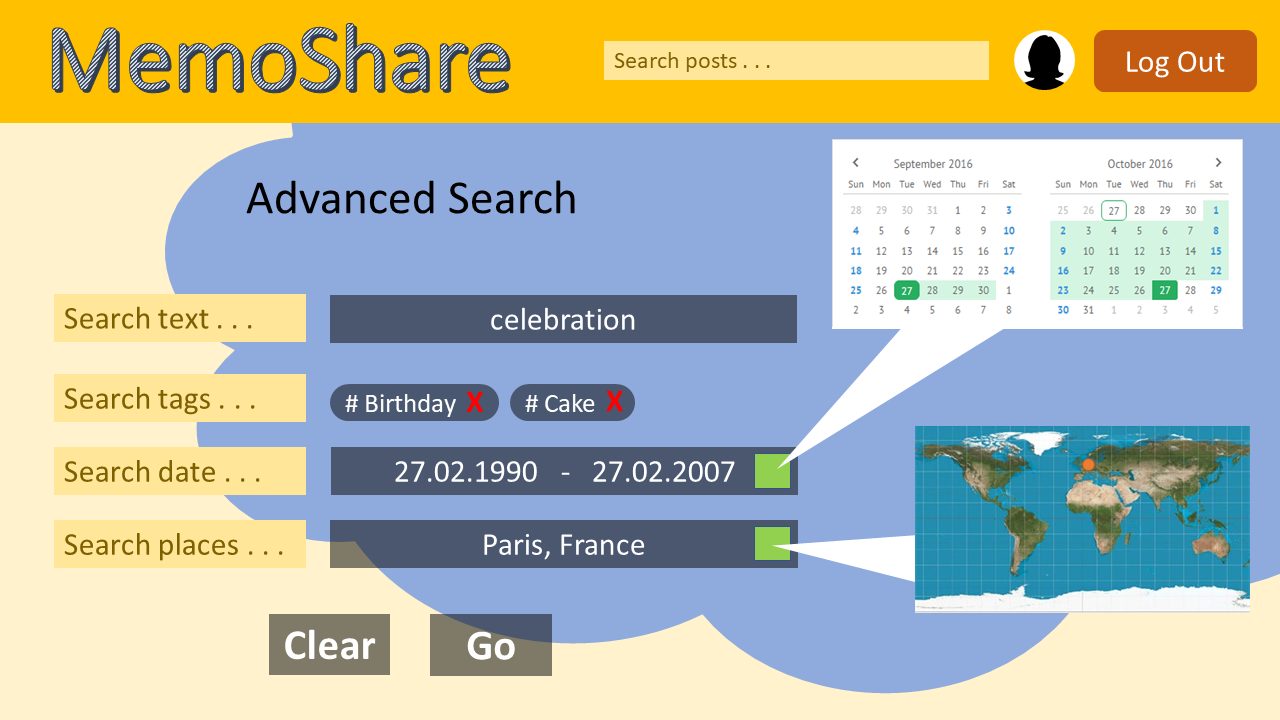 MemoShare
Search posts . . .
Log Out
Advanced Search
September 2016
Sun Mon Tue Wed Thu Fri Sat
28 29 30 31 1 2 3
4 5 6 7 8 9 10
11 12 13 14 15 16 17
18 19 20 21 22 23 24
25 26 27 28 29 30 1
2 3 4 5 6 7 8
October 2016
Sun Mon Tue Wed Thu Fri Sat
25 26 27 28 29 30 1
2 3 4 5 6 7 8
9 10 11 12 13 14 15
16 17 18 19 20 21 22
23 24 25 26 27 28 29
30 31 1 2 3 4 5
Search text . . .
celebration
Search tags . . .
# Birthday X # Cake X
Search date . . .
27.02.1990 - 27.02.2007
Search places . . .
Paris, France
Clear
Go